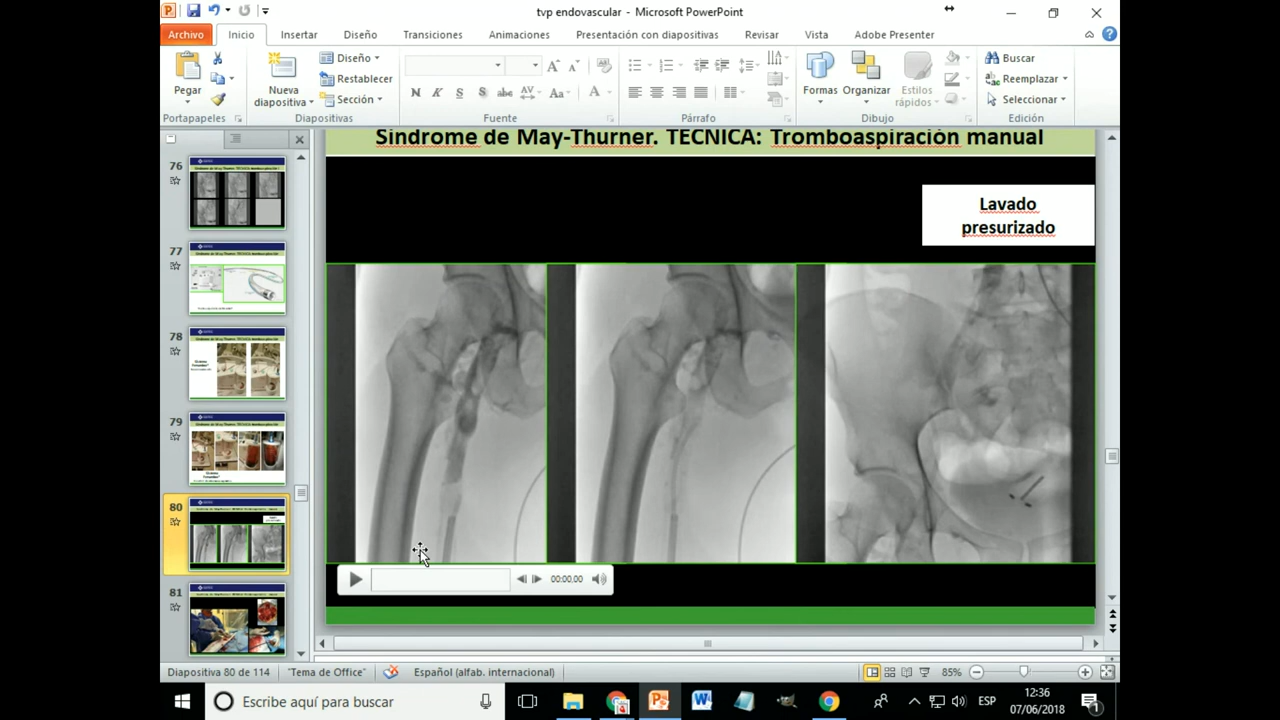 tvp endovascular - Microsoft PowerPoint
Archivo Inicio Insertar Diseño Transiciones Animaciones Presentación con diapositivas Revisar Vista Adobe Presenter
Pegar
Portapapeles
Nueva
diapositiva
Diseño
Restablecer
Sección
Diapositivas
N K S S abc AV Aa A
Fuente
Párrafo
Formas
Organizar
Estilos
rápidos
Dibujo
Buscar
Reemplazar
Seleccionar
Edición
76
77
78
79
80
81
Síndrome de May-Thurner. TECNICA: Tromboaspiración manual
Lavado
presurizado
00:00,00
Diapositiva 80 de 114 "Tema de Office" Español (alfab. internacional) 85%
Escribe aquí para buscar
ESP
12:36
07/06/2018